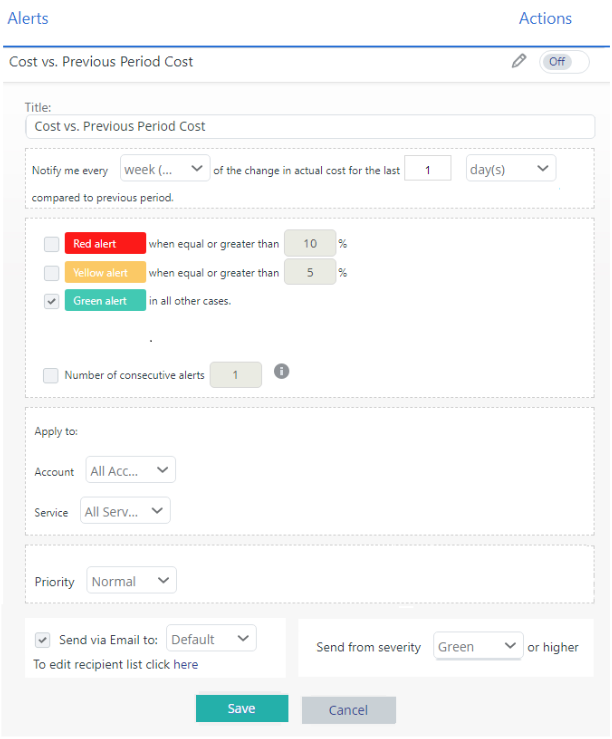 Alerts Actions
Cost vs. Previous Period Cost Off
Title:
Cost vs. Previous Period Cost
Notify me every week (... of the change in actual cost for the last 1 day(s)
compared to previous period.
Red alert when equal or greater than 10 %
Yellow alert when equal or greater than 5 %
Green alert in all other cases.
.
Number of consecutive alerts 1 i
Apply to:
Account All Acc...
Service All Serv...
Priority Normal
Send via Email to: Default
To edit recipient list click here
Send from severity Green or higher
Save Cancel